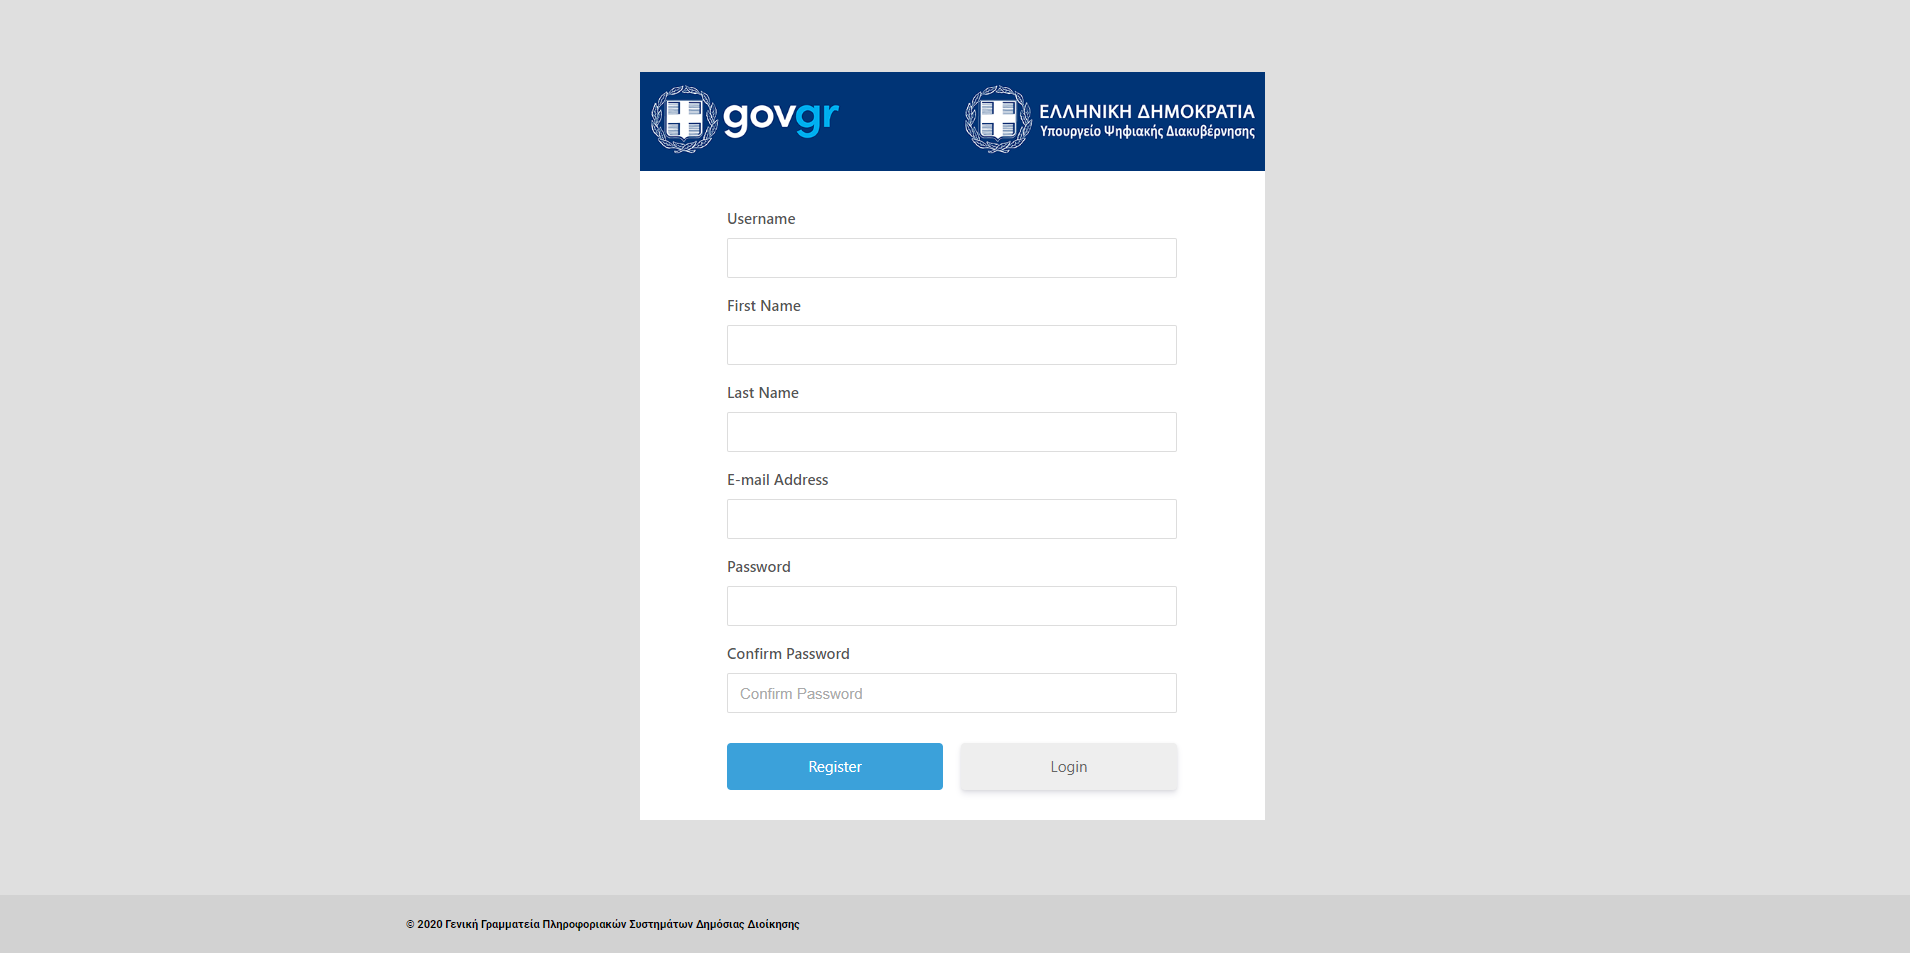 govgr
ΕΛΛΗΝΙΚΗ ΔΗΜΟΚΡΑΤΙΑ
Υπουργείο Ψηφιακής Διακυβέρνησης
Username
First Name
Last Name
E-mail Address
Password
Confirm Password
Confirm Password
Register
Login
© 2020 Γενική Γραμματεία Πληροφοριακών Συστημάτων Δημόσιας Διοίκησης